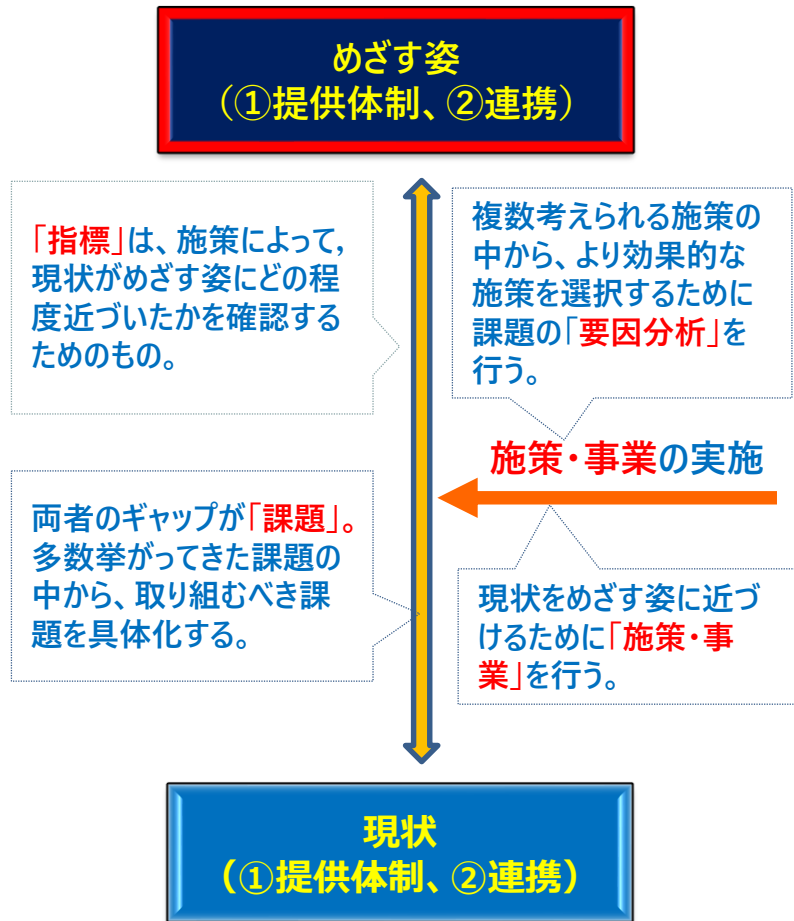 めざす姿
（①提供体制、②連携）
「指標」は、施策によって，
現状がめざす姿にどの程
度近づいたかを確認する
ためのもの。
複数考えられる施策の
中から、より効果的な
施策を選択するために
課題の「要因分析」を
行う。
施策・事業の実施
両者のギャップが「課題」。
多数挙がってきた課題の
中から、取り組むべき課
題を具体化する。
現状をめざす姿に近づ
けるために「施策・事
業」を行う。
現状
（①提供体制、②連携）